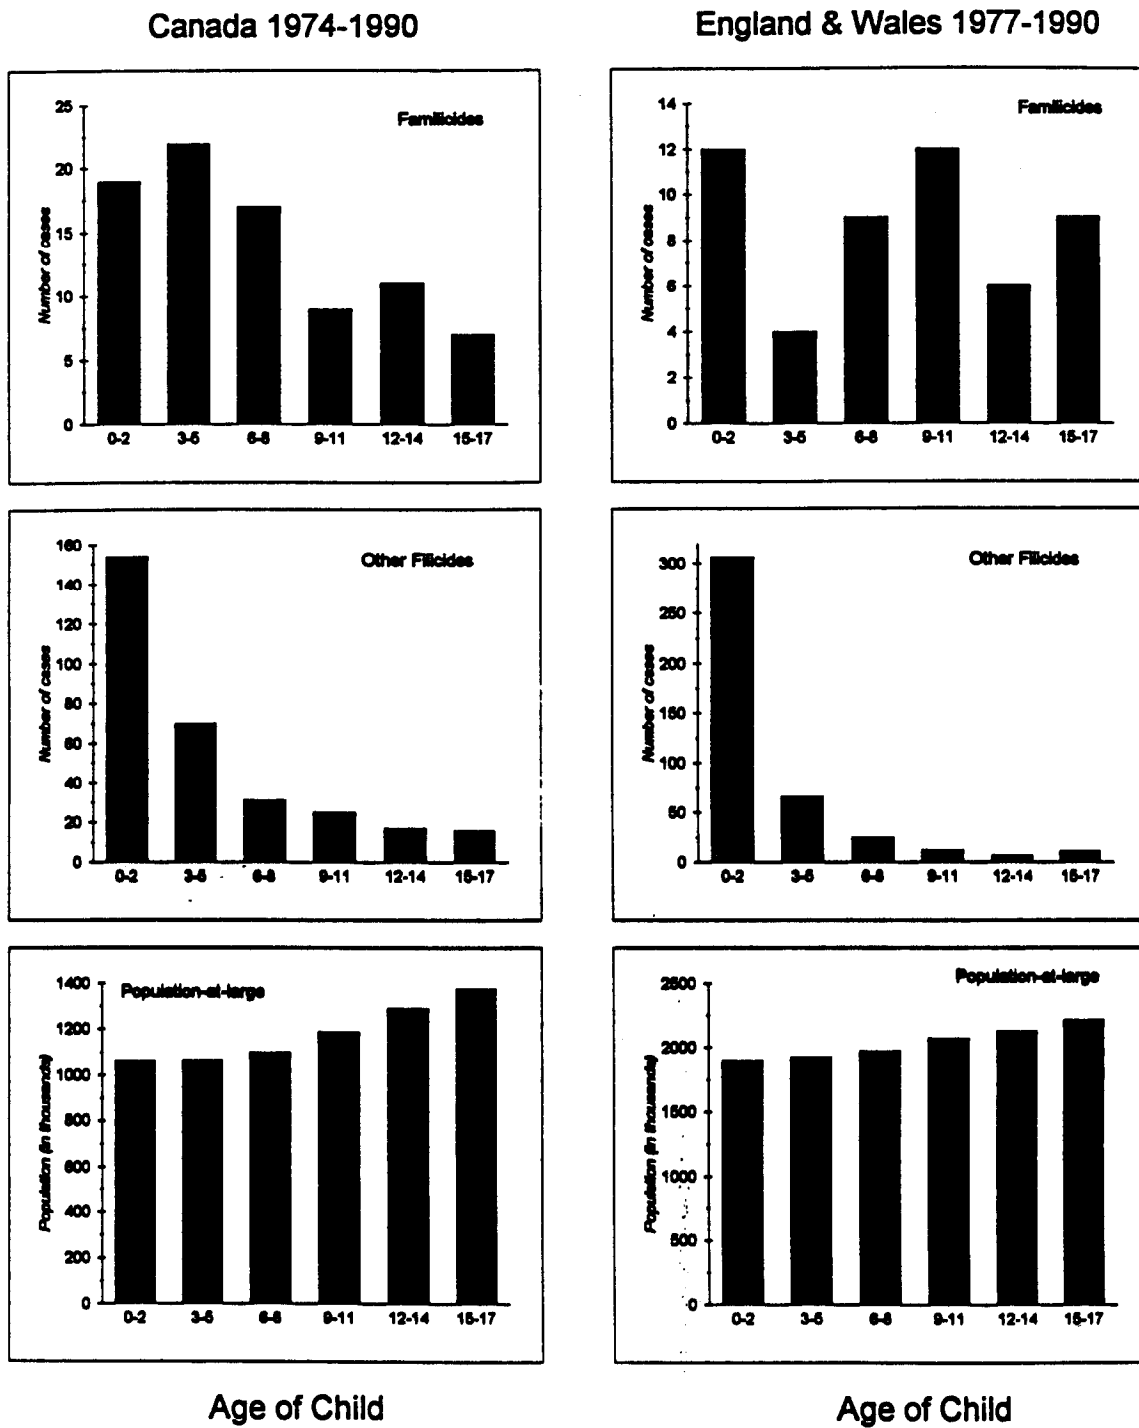 Canada 1974-1990
England & Wales 1977-1990
Familicides
25
20
15
10
5
0
Number of cases
0-2 3-5 6-8 9-11 12-14 15-17
Familicides
14
12
10
8
6
4
2
0
Number of cases
0-2 3-5 6-8 9-11 12-14 15-17
Other Filicides
160
140
120
100
80
60
40
20
0
Number of cases
0-2 3-5 6-8 9-11 12-14 15-17
Other Filicides
300
250
200
150
100
50
0
Number of cases
0-2 3-5 6-8 9-11 12-14 15-17
Population-at-large
1400
1200
1000
800
600
400
200
0
Population (in thousands)
0-2 3-5 6-8 9-11 12-14 15-17
Population-at-large
2500
2000
1500
1000
500
0
Population (in thousands)
0-2 3-5 6-8 9-11 12-14 15-17
Age of Child
Age of Child